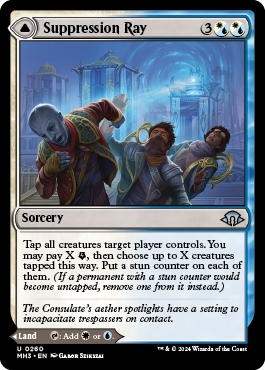 Suppression Ray 3
Sorcery
Tap all creatures target player controls. You
may pay X , then choose up to X creatures
tapped this way. Put a stun counter on each
of them. (If a permanent with a stun counter
would become untapped, remove one from it instead.)
The Consulate's aether spotlights have a setting to
incapacitate trespassers on contact.
Land : Add or
U 0260
MH3 • EN Gabor Szikszai
™ & © 2024 Wizards of the Coast